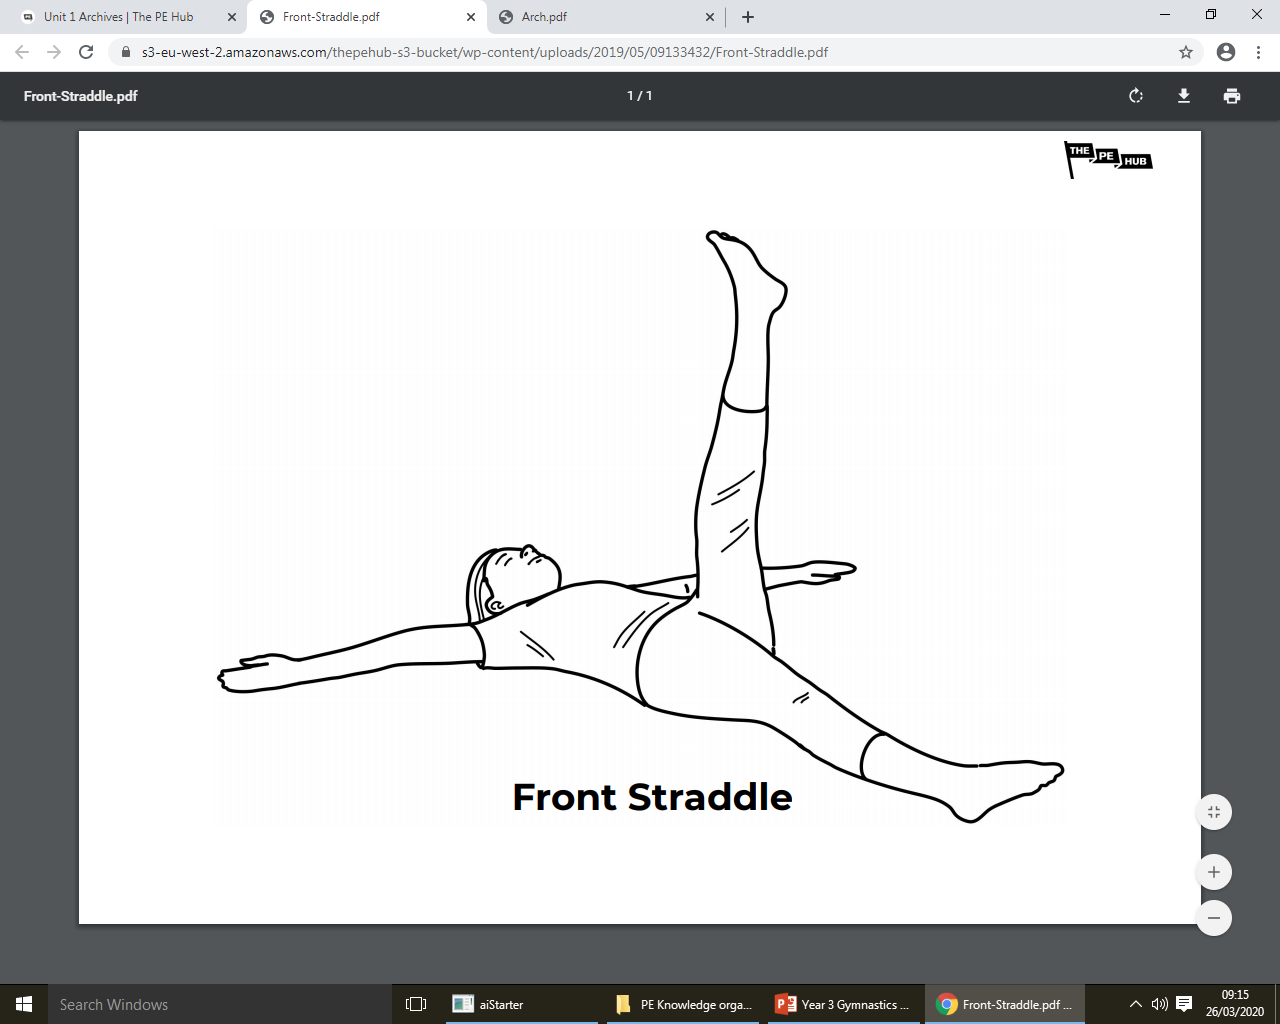 Unit 1 Archives | The PE Hub
Front-Straddle.pdf
Arch.pdf
s3-eu-west-2.amazonaws.com/thepehub-s3-bucket/wp-content/uploads/2019/05/09133432/Front-Straddle.pdf
Front-Straddle.pdf
1 / 1
THE PE HUB
Front Straddle
Search Windows
aiStarter
PE Knowledge orga...
Year 3 Gymnastics ...
Front-Straddle.pdf ...
09:15
26/03/2020